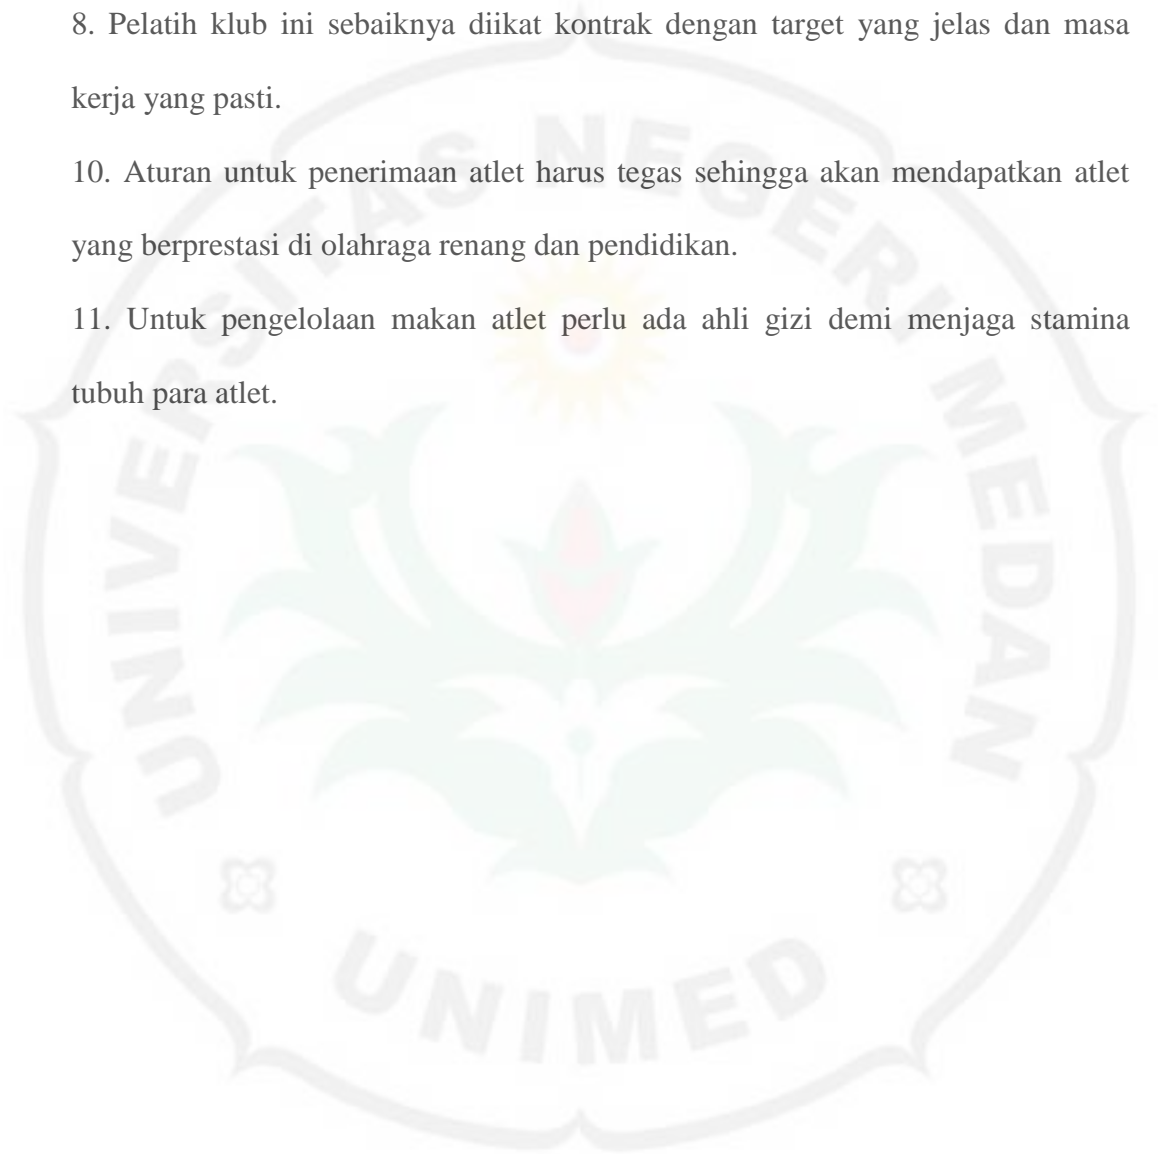 8. Pelatih klub ini sebaiknya diikat kontrak dengan target yang jelas dan masa
kerja yang pasti.
10. Aturan untuk penerimaan atlet harus tegas sehingga akan mendapatkan atlet
yang berprestasi di olahraga renang dan pendidikan.
11. Untuk pengelolaan makan atlet perlu ada ahli gizi demi menjaga stamina
tubuh para atlet.
UNIVERSITAS NEGERI MEDAN
UNIMED